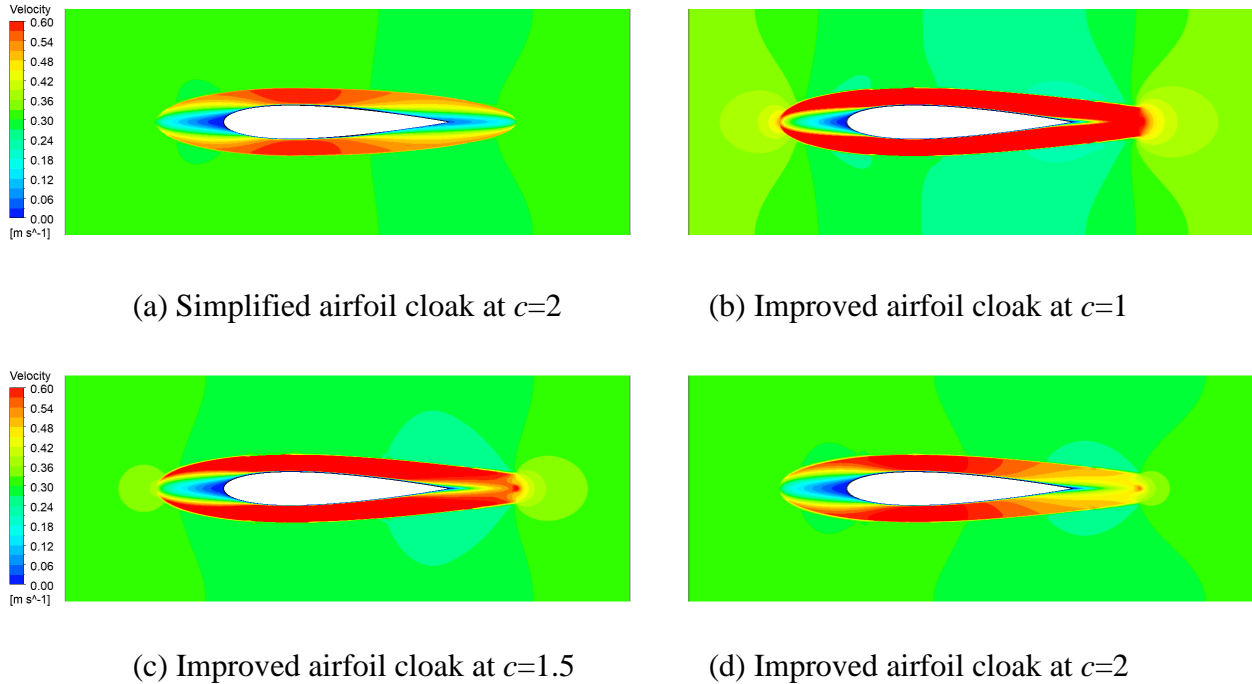 Velocity
0.60
0.54
0.48
0.42
0.36
0.30
0.24
0.18
0.12
0.06
0.00
[m s^-1]
(a) Simplified airfoil cloak at c=2
(b) Improved airfoil cloak at c=1
Velocity
0.60
0.54
0.48
0.42
0.36
0.30
0.24
0.18
0.12
0.06
0.00
[m s^-1]
(c) Improved airfoil cloak at c=1.5
(d) Improved airfoil cloak at c=2